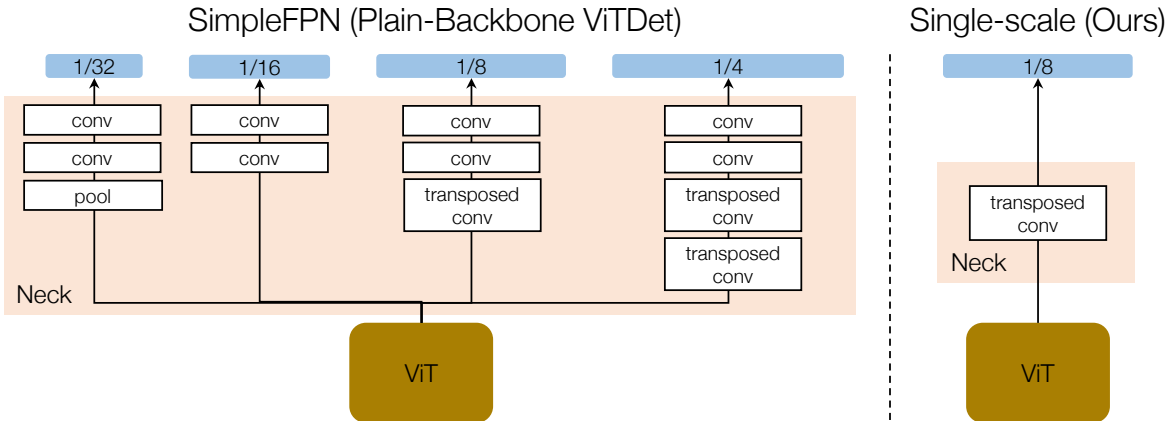 SimpleFPN (Plain-Backbone ViTDet)
1/32
conv
conv
pool
1/16
conv
conv
1/8
conv
conv
transposed
conv
1/4
conv
conv
transposed
conv
transposed
conv
Neck
ViT
Single-scale (Ours)
1/8
transposed
conv
Neck
ViT